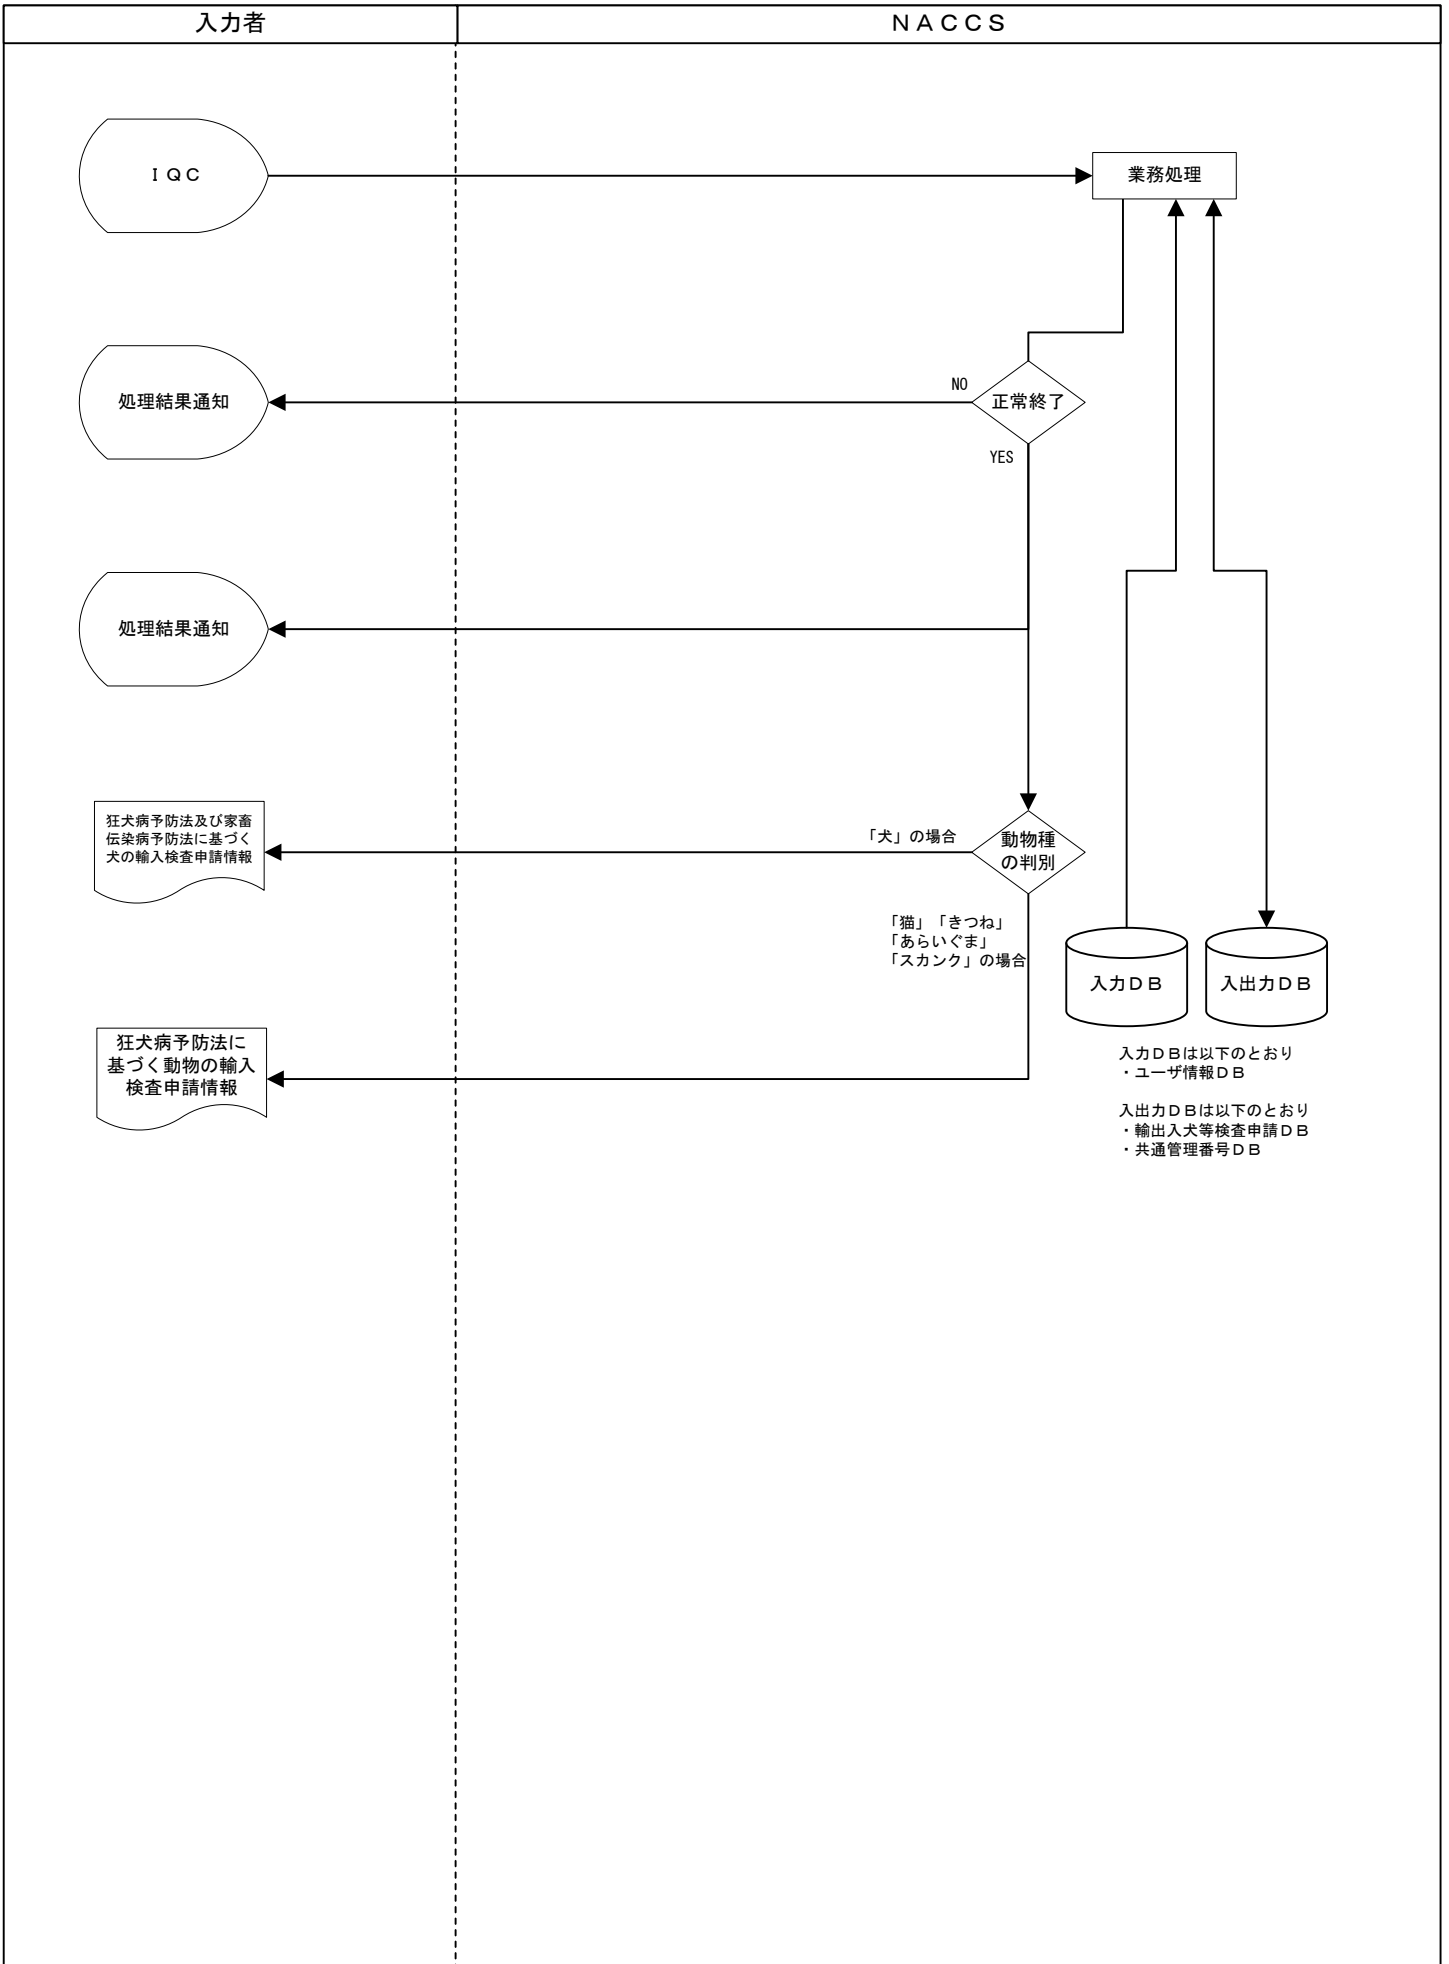 入力者
ＮＡＣＣＳ
ＩＱＣ
業務処理
処理結果通知
NO
正常終了
YES
処理結果通知
狂犬病予防法及び家畜
伝染病予防法に基づく
犬の輸入検査申請情報
「犬」の場合
動物種
の判別
「猫」「きつね」
「あらいぐま」
「スカンク」の場合
入力ＤＢ
入出力ＤＢ
狂犬病予防法に
基づく動物の輸入
検査申請情報
入力ＤＢは以下のとおり
・ユーザ情報ＤＢ
入出力ＤＢは以下のとおり
・輸出入犬等検査申請ＤＢ
・共通管理番号ＤＢ